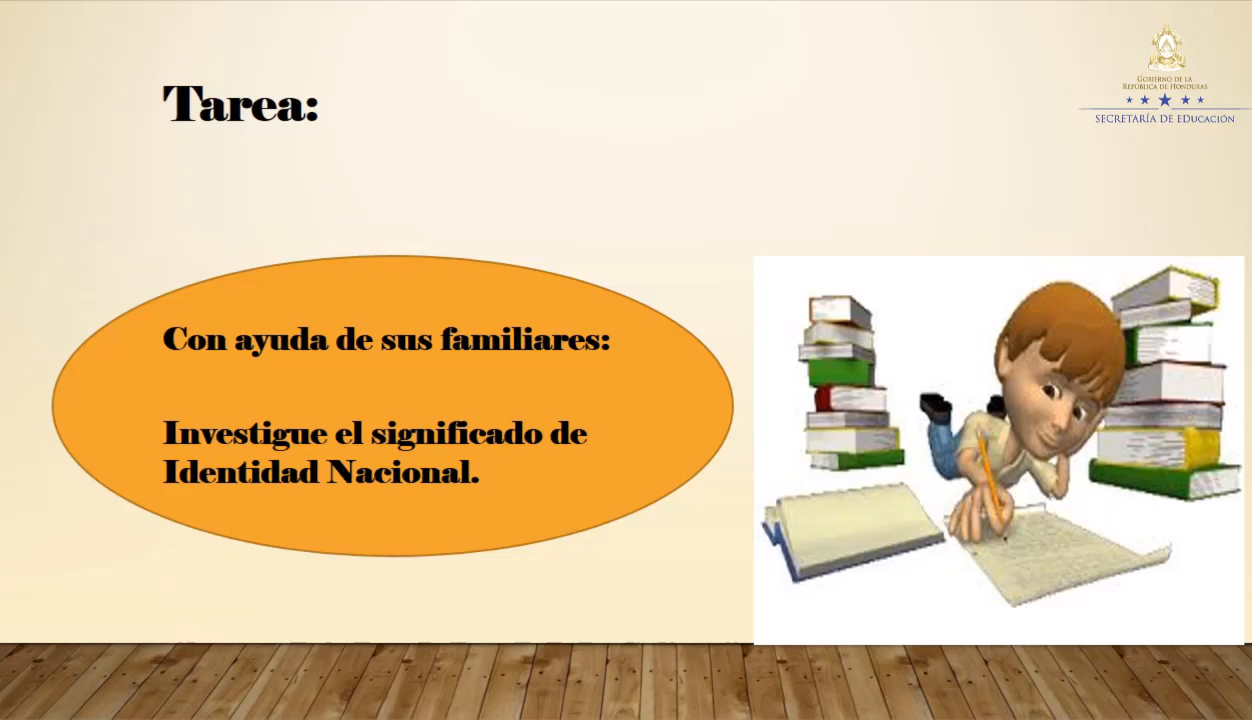 Tarea:
GOBIERNO DE LA
REPÚBLICA DE HONDURAS
SECRETARÍA DE EDUCACIÓN
Con ayuda de sus familiares:
Investigue el significado de
Identidad Nacional.